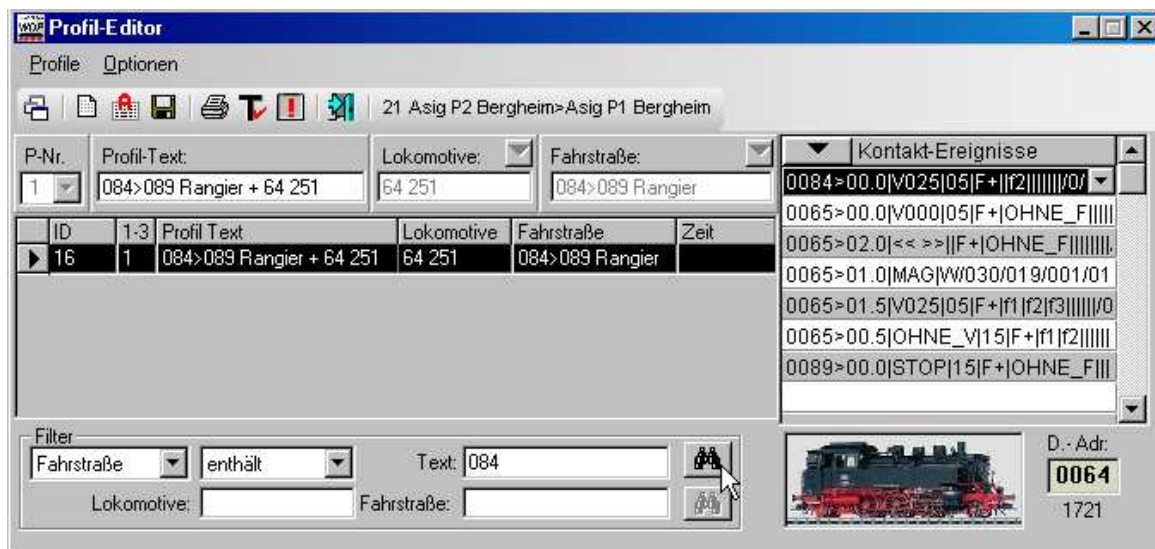 WDP Profil-Editor
Profile Optionen
21 Asig P2 Bergheim>Asig P1 Bergheim
P-Nr. Profil-Text: Lokomotive: Fahrstraße:
1 084>089 Rangier + 64 251 64 251 084>089 Rangier
ID 1-3 Profil Text Lokomotive Fahrstraße Zeit
16 1 084>089 Rangier + 64 251 64 251 084>089 Rangier
Kontakt-Ereignisse
0084>00.0|V025|05|F+||f2|||||||/0/
0065>00.0|V000|05|F+|OHNE_F|||||
0065>02.0|<< >>||F+|OHNE_F||||||||.
0065>01.0|MAG|W/030/019/001/01
0065>01.5|V025|05|F+|f1|f2|f3||||||/0
0065>00.5|OHNE_V|15|F+|f1|f2||||||
0089>00.0|STOP|15|F+|OHNE_F|||
Filter
Fahrstraße enthält Text: 084
Lokomotive: Fahrstraße:
D.- Adr:
0064
1721